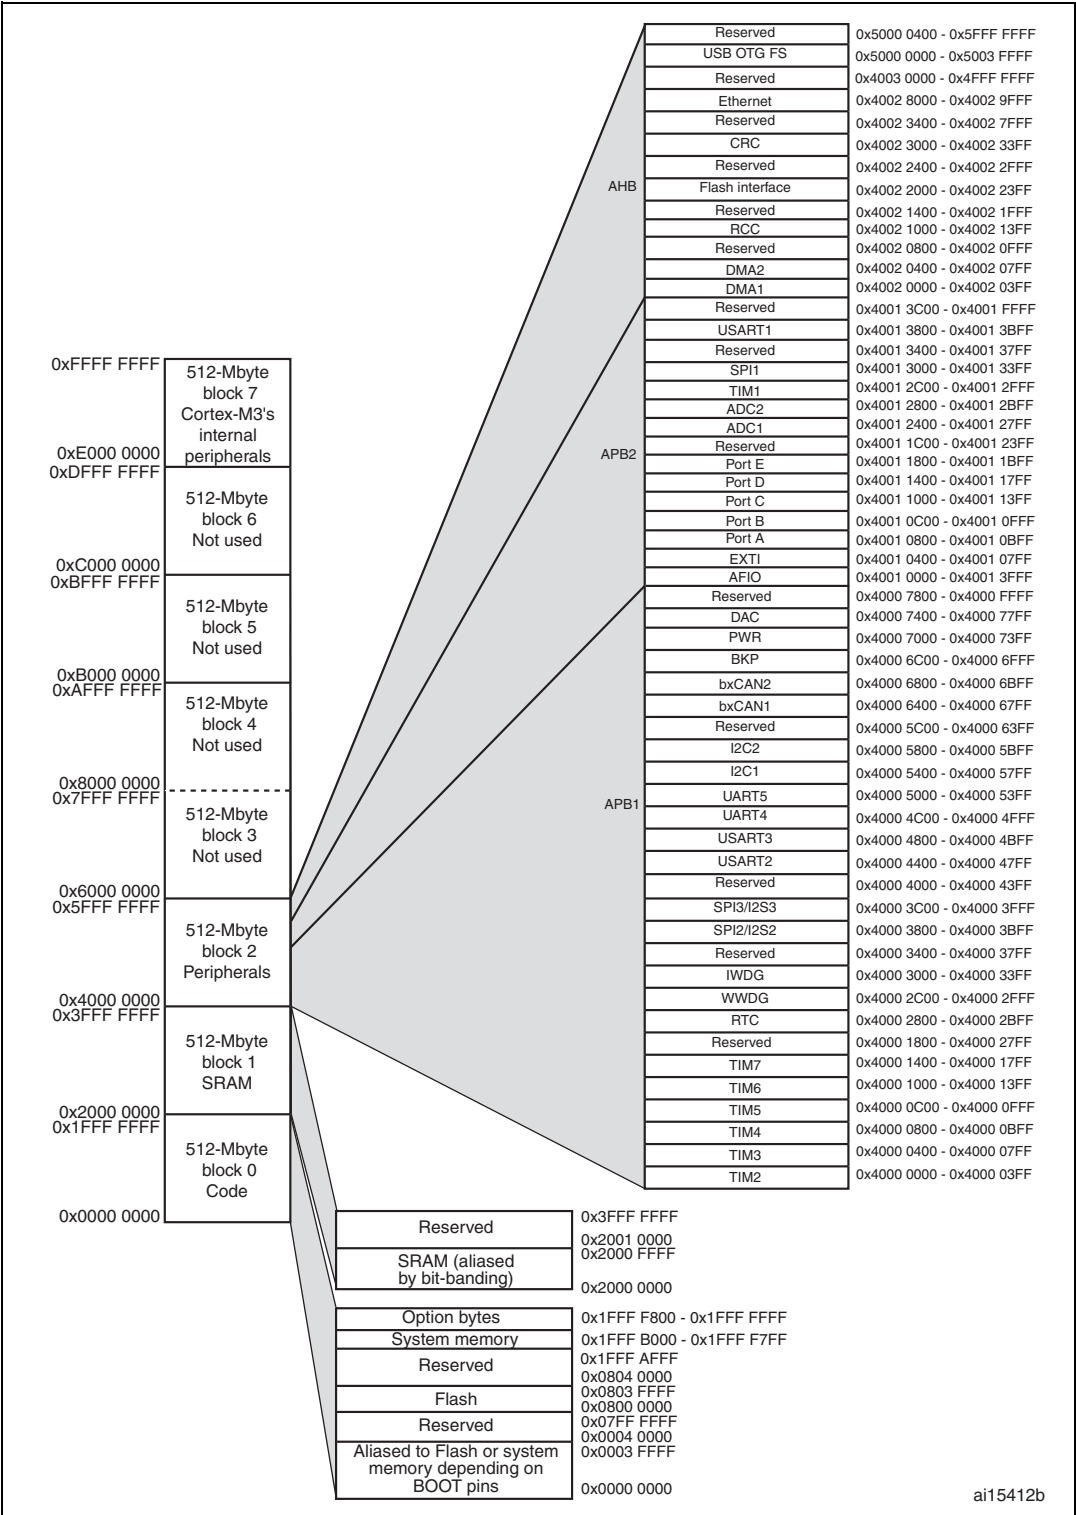 Reserved 0x5000 0400 - 0x5FFF FFFF
USB OTG FS 0x5000 0000 - 0x5003 FFFF
Reserved 0x4003 0000 - 0x4FFF FFFF
Ethernet 0x4002 8000 - 0x4002 9FFF
Reserved 0x4002 3400 - 0x4002 7FFF
CRC 0x4002 3000 - 0x4002 33FF
Reserved 0x4002 2400 - 0x4002 2FFF
AHB
Flash interface 0x4002 2000 - 0x4002 23FF
Reserved 0x4002 1400 - 0x4002 1FFF
RCC 0x4002 1000 - 0x4002 13FF
Reserved 0x4002 0800 - 0x4002 0FFF
DMA2 0x4002 0400 - 0x4002 07FF
DMA1 0x4002 0000 - 0x4002 03FF
Reserved 0x4001 3C00 - 0x4001 FFFF
USART1 0x4001 3800 - 0x4001 3BFF
Reserved 0x4001 3400 - 0x4001 37FF
SPI1 0x4001 3000 - 0x4001 33FF
TIM1 0x4001 2C00 - 0x4001 2FFF
ADC2 0x4001 2800 - 0x4001 2BFF
ADC1 0x4001 2400 - 0x4001 27FF
Reserved 0x4001 1C00 - 0x4001 23FF
APB2
Port E 0x4001 1800 - 0x4001 1BFF
Port D 0x4001 1400 - 0x4001 17FF
Port C 0x4001 1000 - 0x4001 13FF
Port B 0x4001 0C00 - 0x4001 0FFF
Port A 0x4001 0800 - 0x4001 0BFF
EXTI 0x4001 0400 - 0x4001 07FF
AFIO 0x4001 0000 - 0x4001 3FFF
Reserved 0x4000 7800 - 0x4000 FFFF
DAC 0x4000 7400 - 0x4000 77FF
PWR 0x4000 7000 - 0x4000 73FF
BKP 0x4000 6C00 - 0x4000 6FFF
bxCAN2 0x4000 6800 - 0x4000 6BFF
bxCAN1 0x4000 6400 - 0x4000 67FF
Reserved 0x4000 5C00 - 0x4000 63FF
I2C2 0x4000 5800 - 0x4000 5BFF
I2C1 0x4000 5400 - 0x4000 57FF
APB1
UART5 0x4000 5000 - 0x4000 53FF
UART4 0x4000 4C00 - 0x4000 4FFF
USART3 0x4000 4800 - 0x4000 4BFF
USART2 0x4000 4400 - 0x4000 47FF
Reserved 0x4000 4000 - 0x4000 43FF
SPI3/I2S3 0x4000 3C00 - 0x4000 3FFF
SPI2/I2S2 0x4000 3800 - 0x4000 3BFF
Reserved 0x4000 3400 - 0x4000 37FF
IWDG 0x4000 3000 - 0x4000 33FF
WWDG 0x4000 2C00 - 0x4000 2FFF
RTC 0x4000 2800 - 0x4000 2BFF
Reserved 0x4000 1800 - 0x4000 27FF
TIM7 0x4000 1400 - 0x4000 17FF
TIM6 0x4000 1000 - 0x4000 13FF
TIM5 0x4000 0C00 - 0x4000 0FFF
TIM4 0x4000 0800 - 0x4000 0BFF
TIM3 0x4000 0400 - 0x4000 07FF
TIM2 0x4000 0000 - 0x4000 03FF
0xFFFF FFFF
512-Mbyte
block 7
Cortex-M3's
internal
peripherals
0xE000 0000
0xDFFF FFFF
512-Mbyte
block 6
Not used
0xC000 0000
0xBFFF FFFF
512-Mbyte
block 5
Not used
0xB000 0000
0xAFFF FFFF
512-Mbyte
block 4
Not used
0x8000 0000
0x7FFF FFFF
512-Mbyte
block 3
Not used
0x6000 0000
0x5FFF FFFF
512-Mbyte
block 2
Peripherals
0x4000 0000
0x3FFF FFFF
512-Mbyte
block 1
SRAM
0x2000 0000
0x1FFF FFFF
512-Mbyte
block 0
Code
0x0000 0000
0x3FFF FFFF
Reserved
0x2001 0000
0x2000 FFFF
SRAM (aliased
by bit-banding)
0x2000 0000
Option bytes 0x1FFF F800 - 0x1FFF FFFF
System memory 0x1FFF B000 - 0x1FFF F7FF
0x1FFF AFFF
Reserved
0x0804 0000
0x0803 FFFF
Flash
0x0800 0000
0x07FF FFFF
Reserved
0x0004 0000
0x0003 FFFF
Aliased to Flash or system
memory depending on
BOOT pins
0x0000 0000
ai15412b